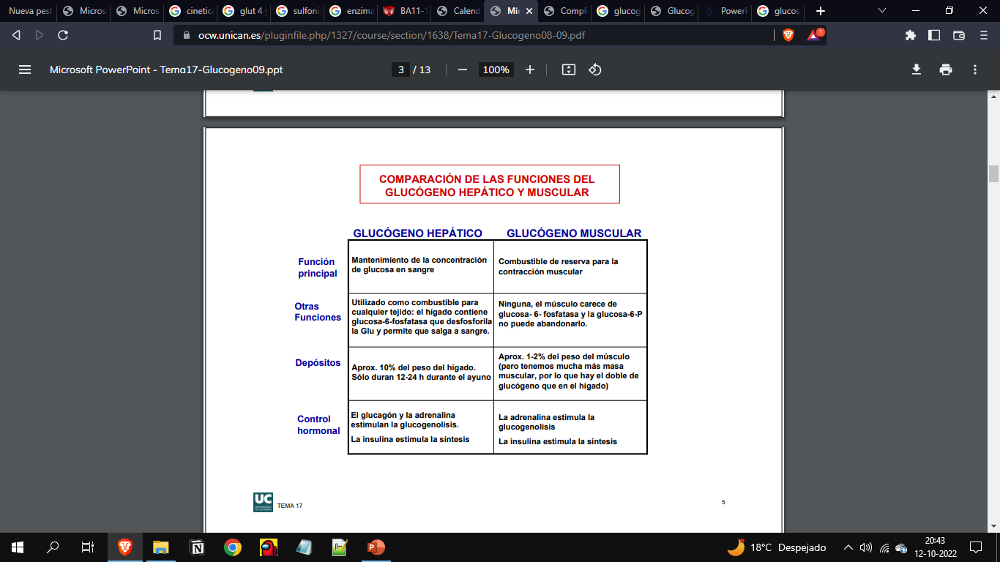 Nueva pest
Micros
Micros
cinetica
glut 4 y
sulfonil
enzima
BA11-1
Calend
Mic
Compli
glucog
Glucog
PowerP
glucos
ocw.unican.es/pluginfile.php/1327/course/section/1638/Tema17-Glucogeno08-09.pdf
1
Microsoft PowerPoint - Tema17-Glucogeno09.ppt
3 / 13
100%
COMPARACIÓN DE LAS FUNCIONES DEL
GLUCÓGENO HEPÁTICO Y MUSCULAR
GLUCÓGENO HEPÁTICO
GLUCÓGENO MUSCULAR
Función
principal
Mantenimiento de la concentración
de glucosa en sangre
Combustible de reserva para la
contracción muscular
Otras
Funciones
Utilizado como combustible para
cualquier tejido: el hígado contiene
glucosa-6-fosfatasa que desfosforila
la Glu y permite que salga a sangre.
Ninguna, el músculo carece de
glucosa- 6- fosfatasa y la glucosa-6-P
no puede abandonarlo.
Depósitos
Aprox. 10% del peso del hígado.
Sólo duran 12-24 h durante el ayuno
Aprox. 1-2% del peso del músculo
(pero tenemos mucha más masa
muscular, por lo que hay el doble de
glucógeno que en el hígado)
Control
hormonal
El glucagón y la adrenalina
estimulan la glucogenolisis.
La insulina estimula la síntesis
La adrenalina estimula la
glucogenolisis
La insulina estimula la síntesis
UC
TEMA 17
5
18°C Despejado
20:43
12-10-2022